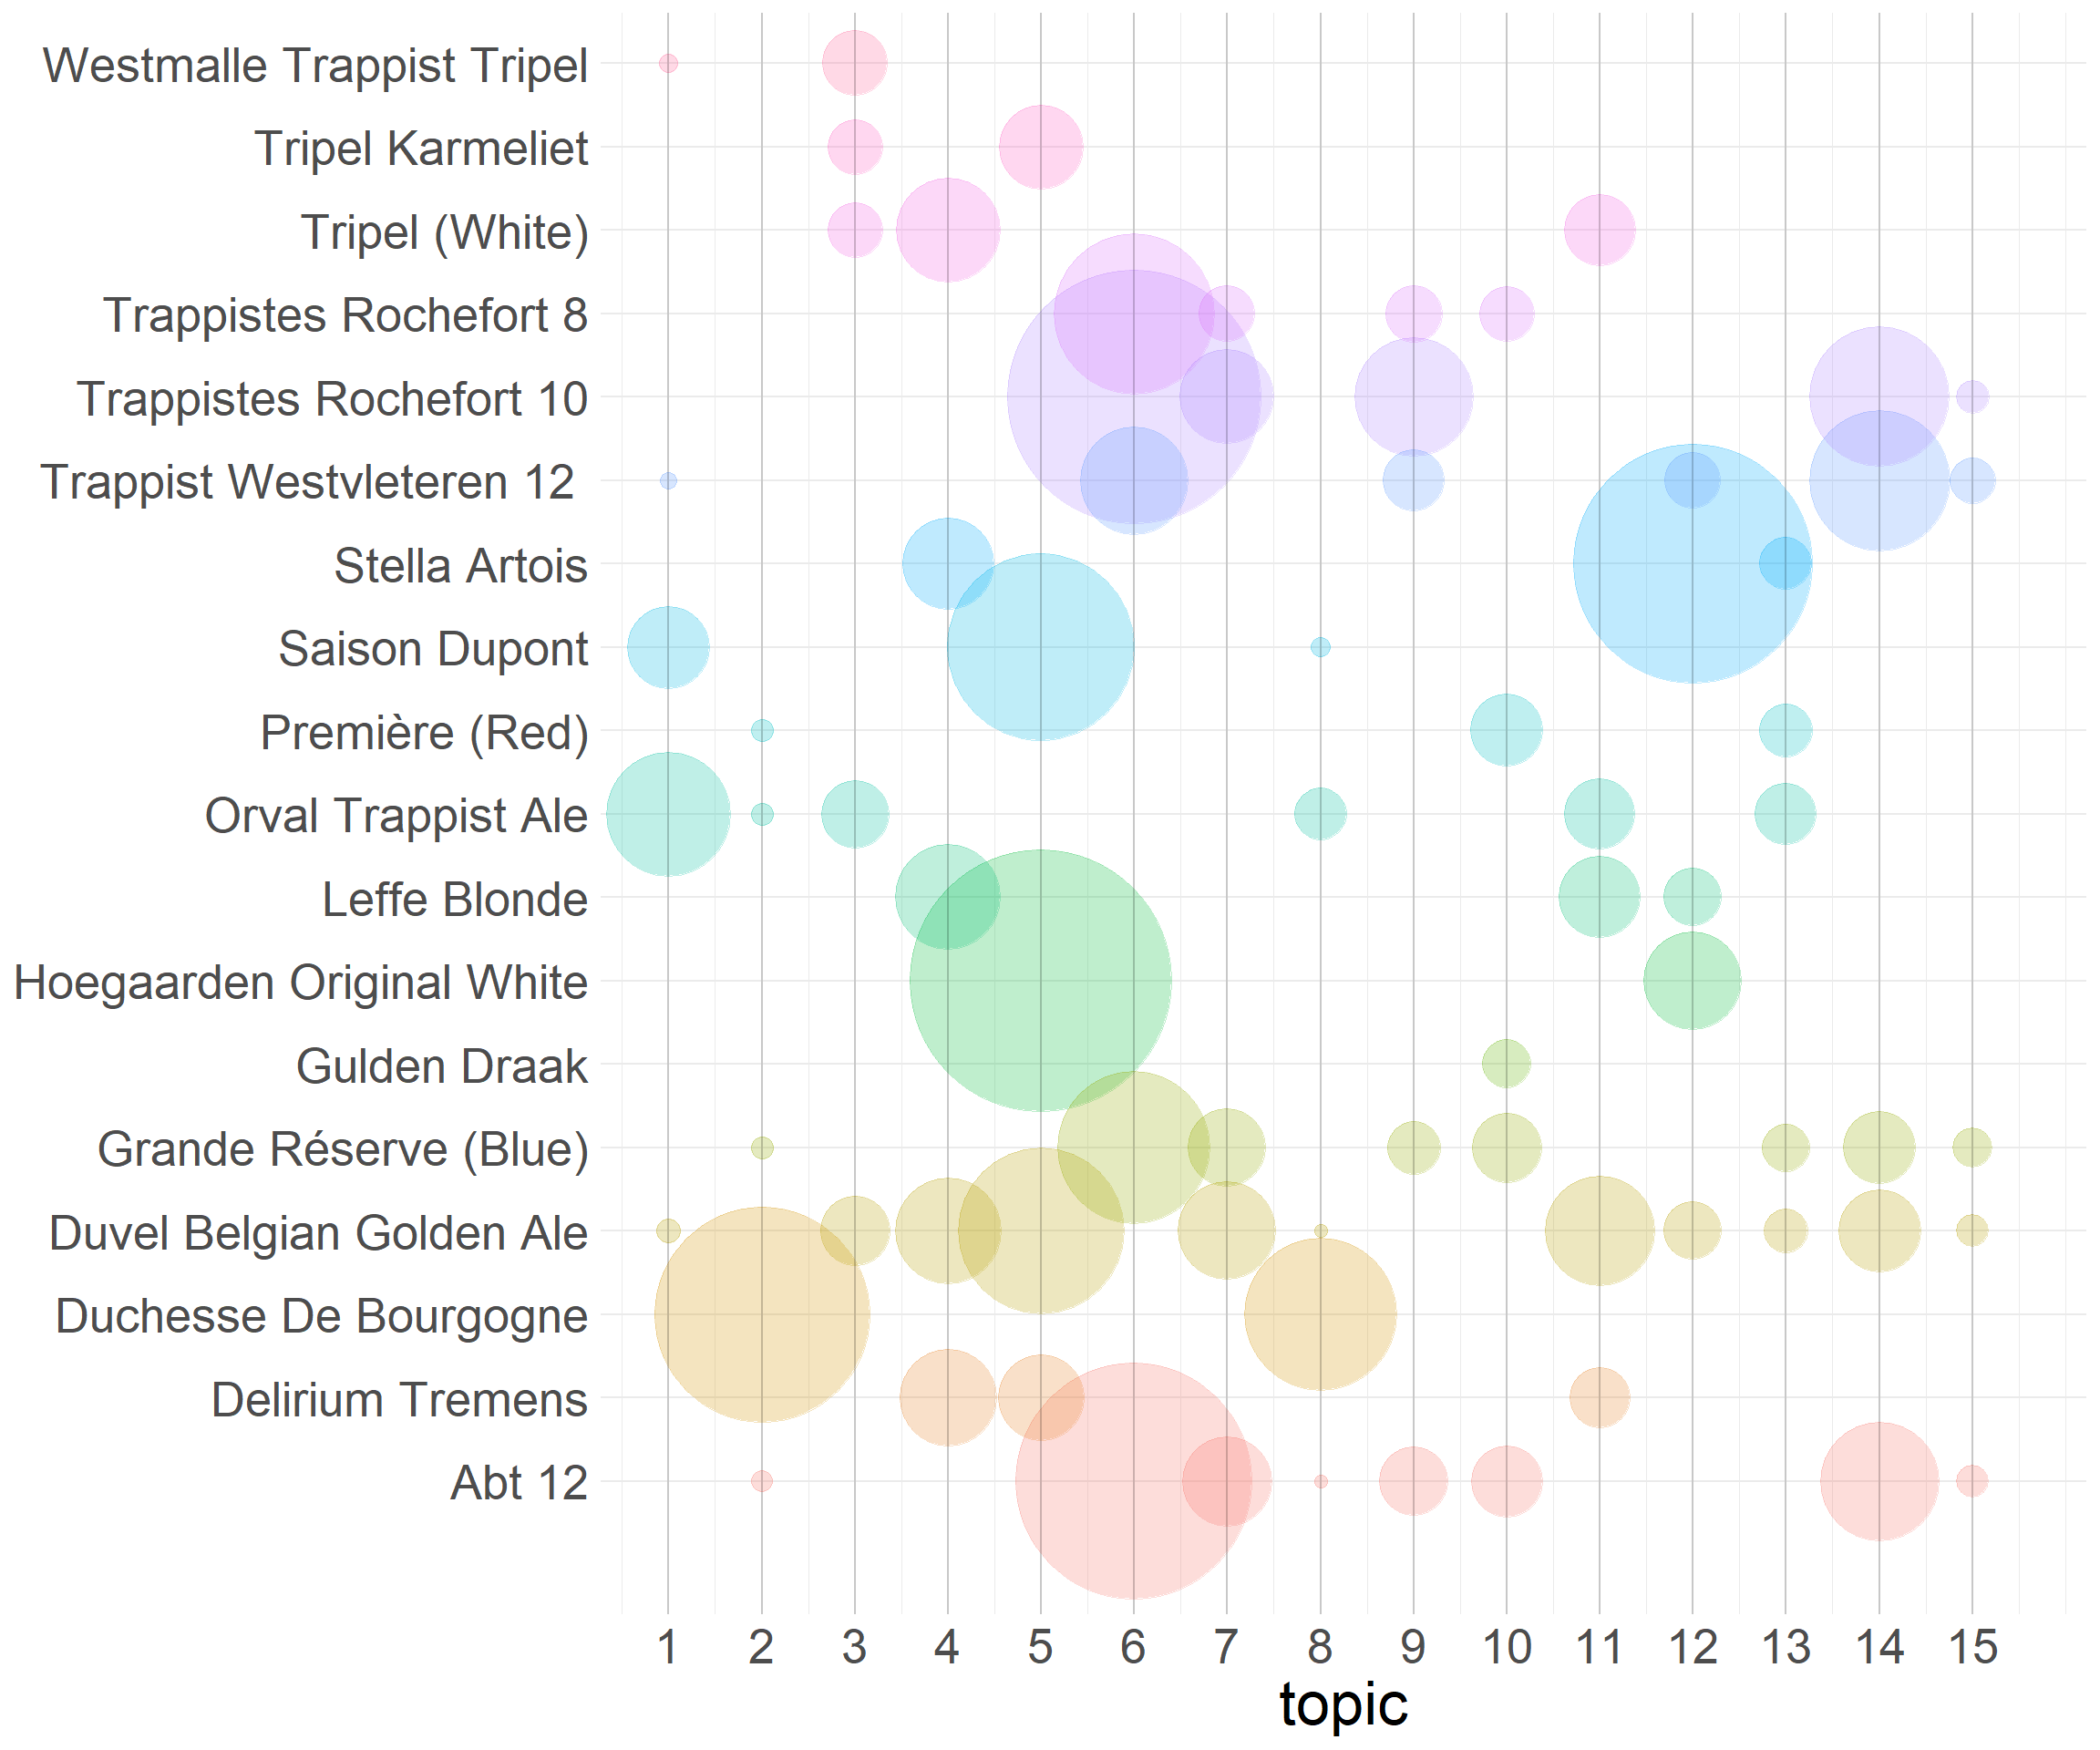 Westmalle Trappist Tripel
Tripel Karmeliet
Tripel (White)
Trappistes Rochefort 8
Trappistes Rochefort 10
Trappist Westvleteren 12
Stella Artois
Saison Dupont
Première (Red)
Orval Trappist Ale
Leffe Blonde
Hoegaarden Original White
Gulden Draak
Grande Réserve (Blue)
Duvel Belgian Golden Ale
Duchesse De Bourgogne
Delirium Tremens
Abt 12
1 2 3 4 5 6 7 8 9 10 11 12 13 14 15
topic